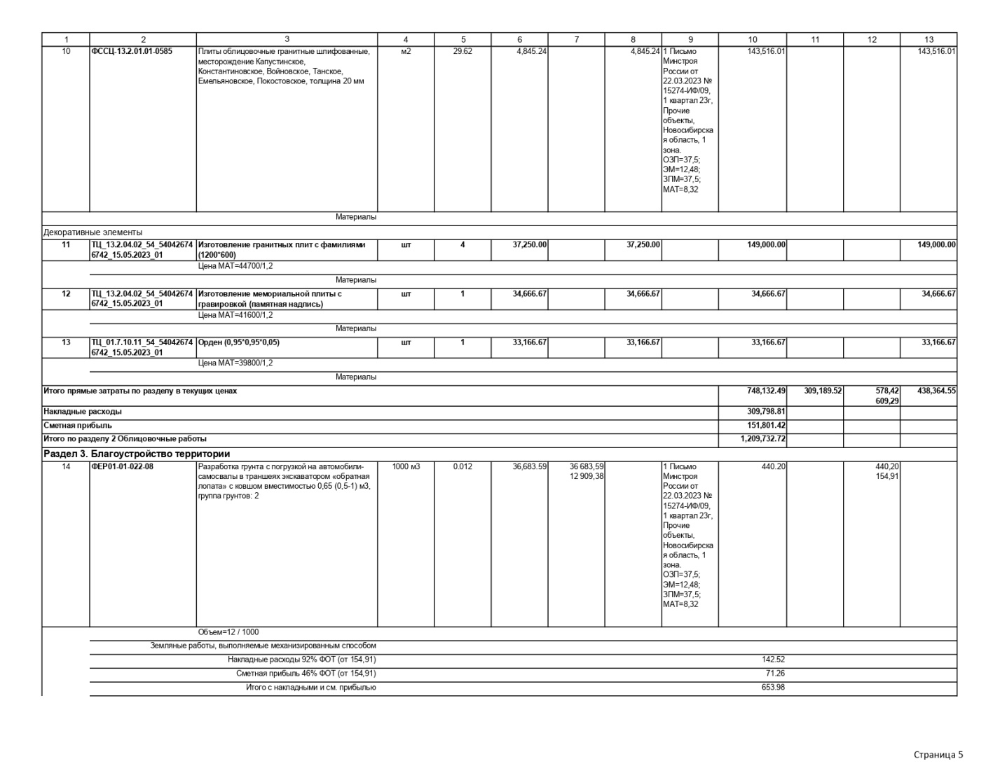 1 2 3 4 5 6 7 8 9 10 11 12 13
10 ФССЦ-13.2.01.01-0585 Плиты облицовочные гранитные шлифованные, м2 29.62 4,845.24 4,845.24 1 Письмо 143,516.01 143,516.01
месторождение Капустинское, Минстроя
Константиновское, Войновское, Танское, России от
Емельяновское, Покостовское, толщина 20 мм 22.03.2023 №
15274-ИФ/09,
1 квартал 23г,
Прочие
объекты,
Новосибирска
я область, 1
зона.
ОЗП=37,5;
ЭМ=12,48;
ЗПМ=37,5;
МАТ=8,32
Материалы
Декоративные элементы
11 ТЦ_13.2.04.02_54_54042674 Изготовление гранитных плит с фамилиями шт 4 37,250.00 37,250.00 149,000.00 149,000.00
6742_15.05.2023_01 (1200*600)
Цена МАТ=44700/1,2
Материалы
12 ТЦ_13.2.04.02_54_54042674 Изготовление мемориальной плиты с шт 1 34,666.67 34,666.67 34,666.67 34,666.67
6742_15.05.2023_01 гравировкой (памятная надпись)
Цена МАТ=41600/1,2
Материалы
13 ТЦ_01.7.10.11_54_54042674 Орден (0,95*0,95*0,05) шт 1 33,166.67 33,166.67 33,166.67 33,166.67
6742_15.05.2023_01
Цена МАТ=39800/1,2
Материалы
Итого прямые затраты по разделу в текущих ценах 748,132.49 309,189.52 578,42 438,364.55
609,29
Накладные расходы 309,798.81
Сметная прибыль 151,801.42
Итого по разделу 2 Облицовочные работы 1,209,732.72
Раздел 3. Благоустройство территории
14 ФЕР01-01-022-08 Разработка грунта с погрузкой на автомобили- 1000 м3 0.012 36,683.59 36 683,59 1 Письмо 440.20 440,20
самосвалы в траншеях экскаватором «обратная 12 909,38 Минстроя 154,91
лопата» с ковшом вместимостью 0,65 (0,5-1) м3, России от
группа грунтов: 2 22.03.2023 №
15274-ИФ/09,
1 квартал 23г,
Прочие
объекты,
Новосибирска
я область, 1
зона.
ОЗП=37,5;
ЭМ=12,48;
ЗПМ=37,5;
МАТ=8,32
Объем=12 / 1000
Земляные работы, выполняемые механизированным способом
Накладные расходы 92% ФОТ (от 154,91) 142.52
Сметная прибыль 46% ФОТ (от 154,91) 71.26
Итого с накладными и см. прибылью 653.98
Страница 5